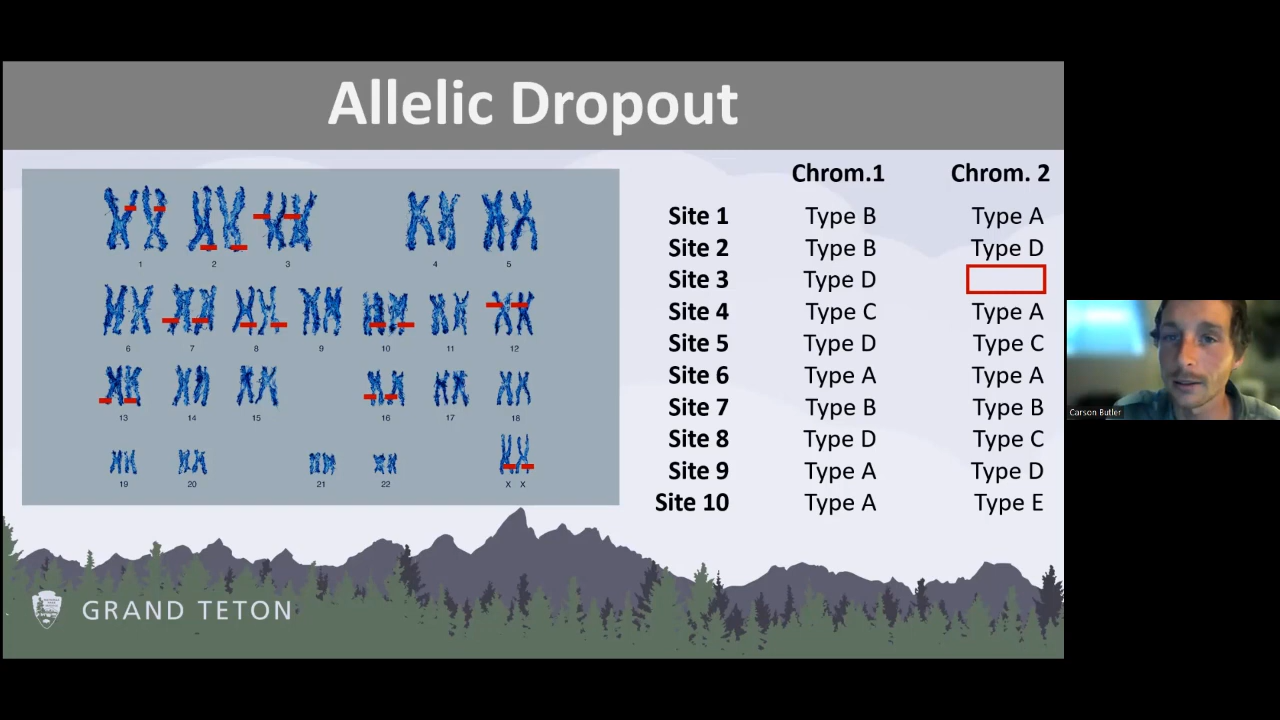 Allelic Dropout
Chrom.1 Chrom. 2
Site 1 Type B Type A
Site 2 Type B Type D
Site 3 Type D
Site 4 Type C Type A
Site 5 Type D Type C
Site 6 Type A Type A
Site 7 Type B Type B
Site 8 Type D Type C
Site 9 Type A Type D
Site 10 Type A Type E
1 2 3 4 5
6 7 8 9 10 11 12
13 14 15 16 17 18
19 20 21 22 X X
Carson Butler
GRAND TETON